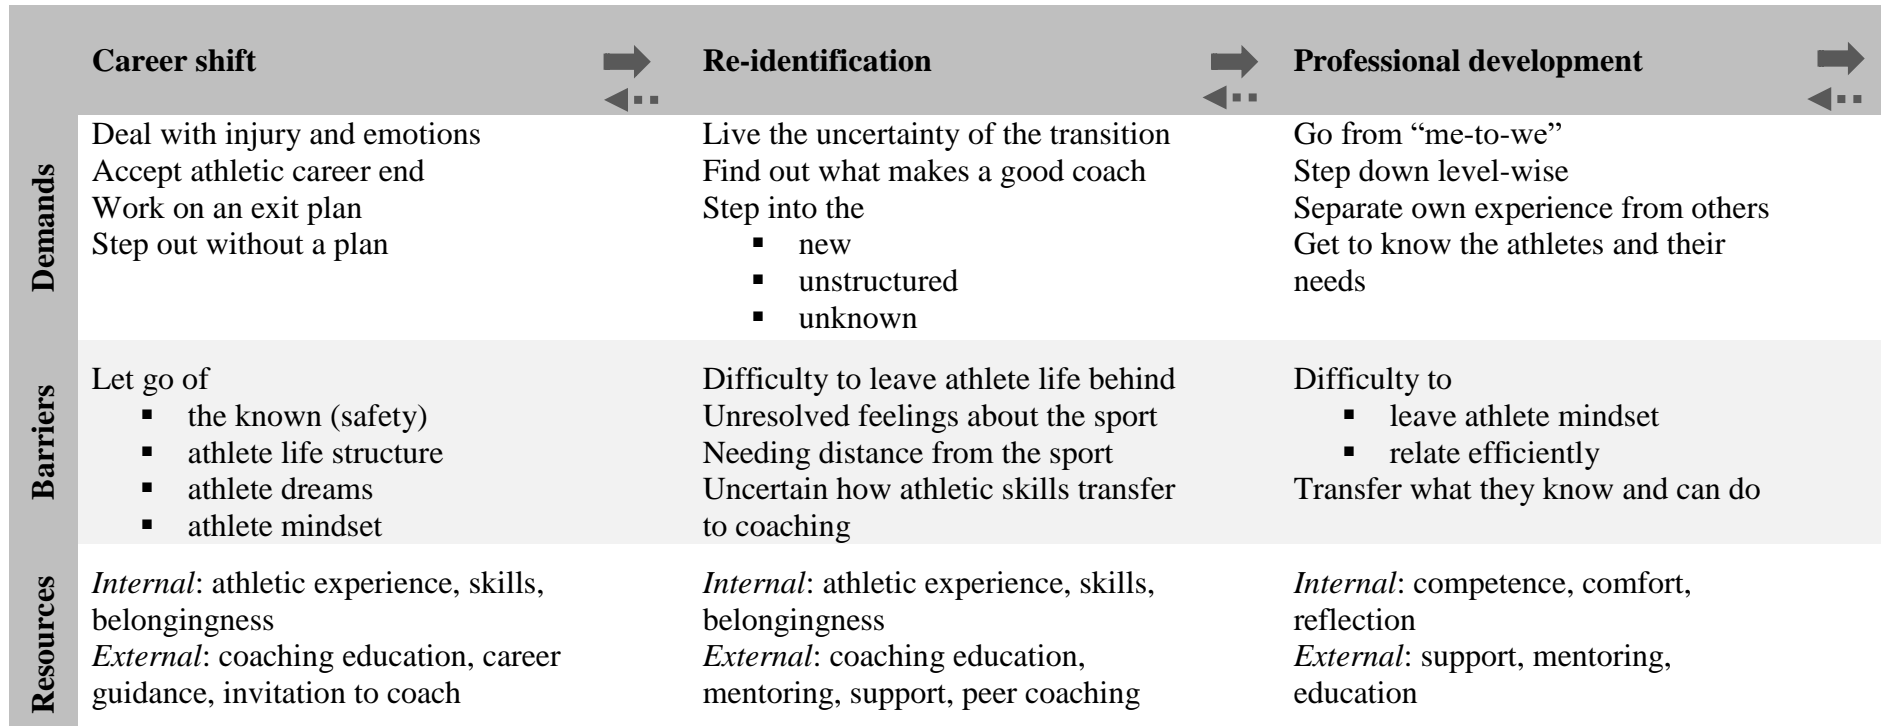 Career shift
Re-identification
Professional development
Demands
Deal with injury and emotions
Accept athletic career end
Work on an exit plan
Step out without a plan
Live the uncertainty of the transition
Find out what makes a good coach
Step into the
▪ new
▪ unstructured
▪ unknown
Go from “me-to-we”
Step down level-wise
Separate own experience from others
Get to know the athletes and their
needs
Barriers
Let go of
▪ the known (safety)
▪ athlete life structure
▪ athlete dreams
▪ athlete mindset
Difficulty to leave athlete life behind
Unresolved feelings about the sport
Needing distance from the sport
Uncertain how athletic skills transfer
to coaching
Difficulty to
▪ leave athlete mindset
▪ relate efficiently
Transfer what they know and can do
Resources
Internal: athletic experience, skills,
belongingness
External: coaching education, career
guidance, invitation to coach
Internal: athletic experience, skills,
belongingness
External: coaching education,
mentoring, support, peer coaching
Internal: competence, comfort,
reflection
External: support, mentoring,
education